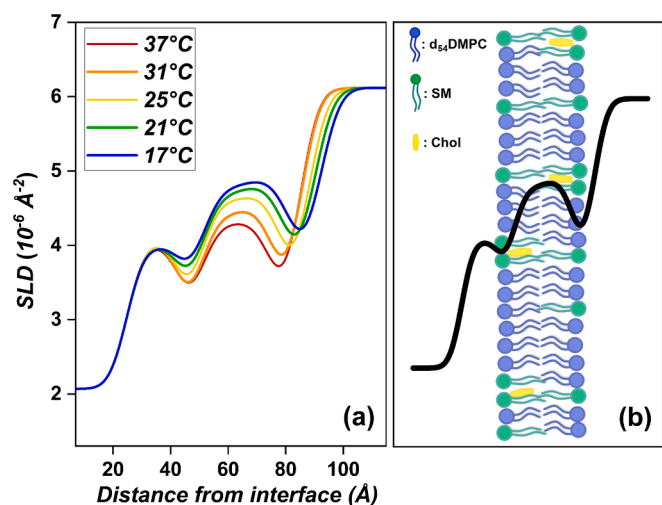 7
6
5
4
3
2
SLD (10⁻⁶ Å⁻²)
37°C
31°C
25°C
21°C
17°C
(a)
20 40 60 80 100
Distance from interface (Å)
: d₅₄DMPC
: SM
: Chol
(b)